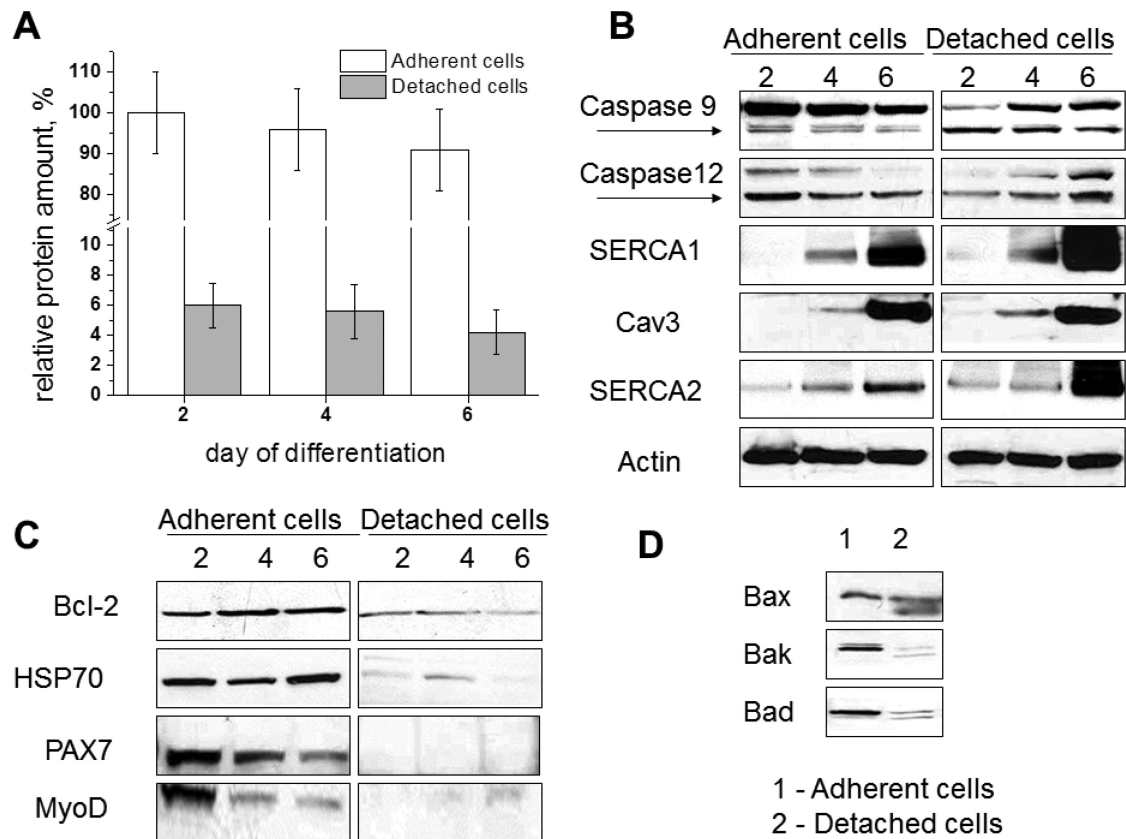 A
relative protein amount, %
110
100
90
80
10
8
6
4
2
0
Adherent cells
Detached cells
2 4 6
day of differentiation
B
Adherent cells Detached cells
2 4 6 2 4 6
Caspase 9
Caspase12
SERCA1
Cav3
SERCA2
Actin
C
Adherent cells Detached cells
2 4 6 2 4 6
Bcl-2
HSP70
PAX7
MyoD
D
1 2
Bax
Bak
Bad
1 - Adherent cells
2 - Detached cells